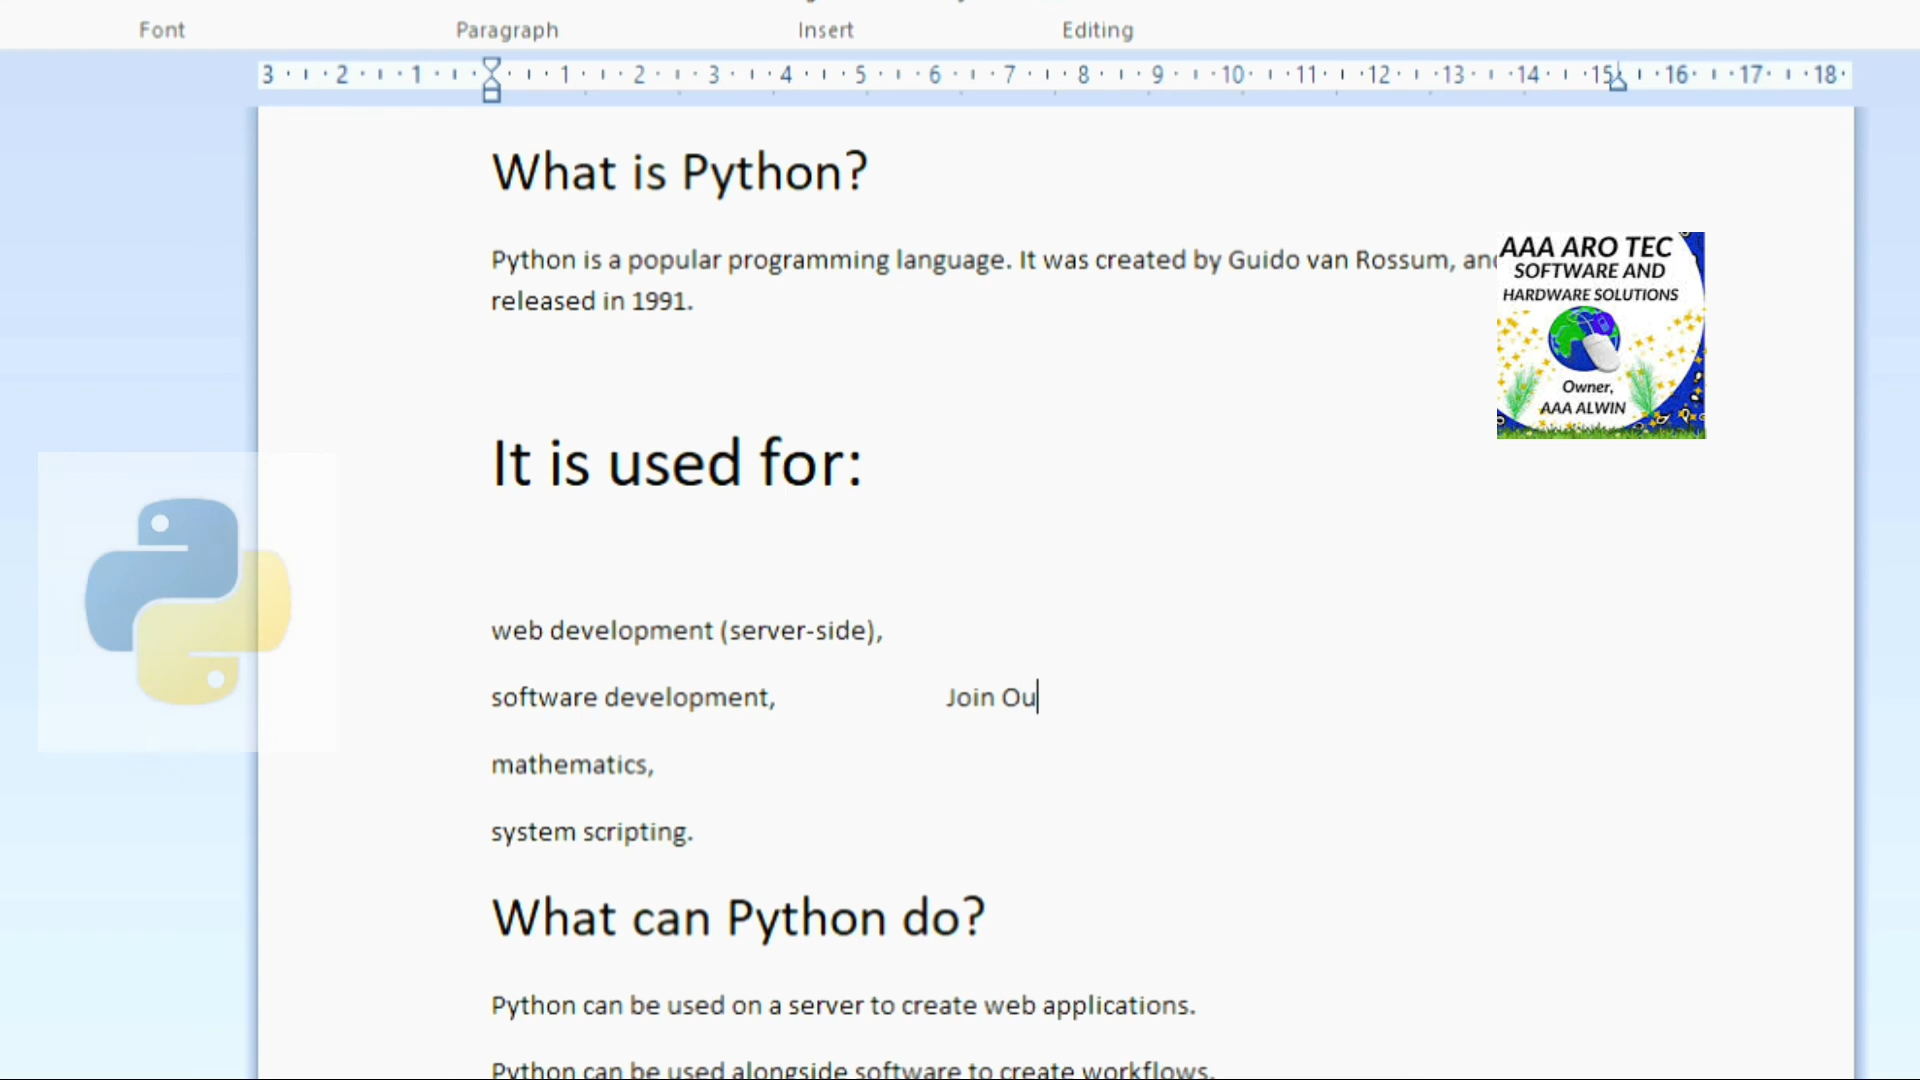 Font Paragraph Insert Editing
3 2 1 1 2 3 4 5 6 7 8 9 10 11 12 13 14 15 16 17 18
What is Python?
Python is a popular programming language. It was created by Guido van Rossum, and
released in 1991.
AAA ARO TEC
SOFTWARE AND
HARDWARE SOLUTIONS
Owner,
AAA ALWIN
It is used for:
web development (server-side),
software development, Join Ou
mathematics,
system scripting.
What can Python do?
Python can be used on a server to create web applications.
Python can be used alongside software to create workflows.